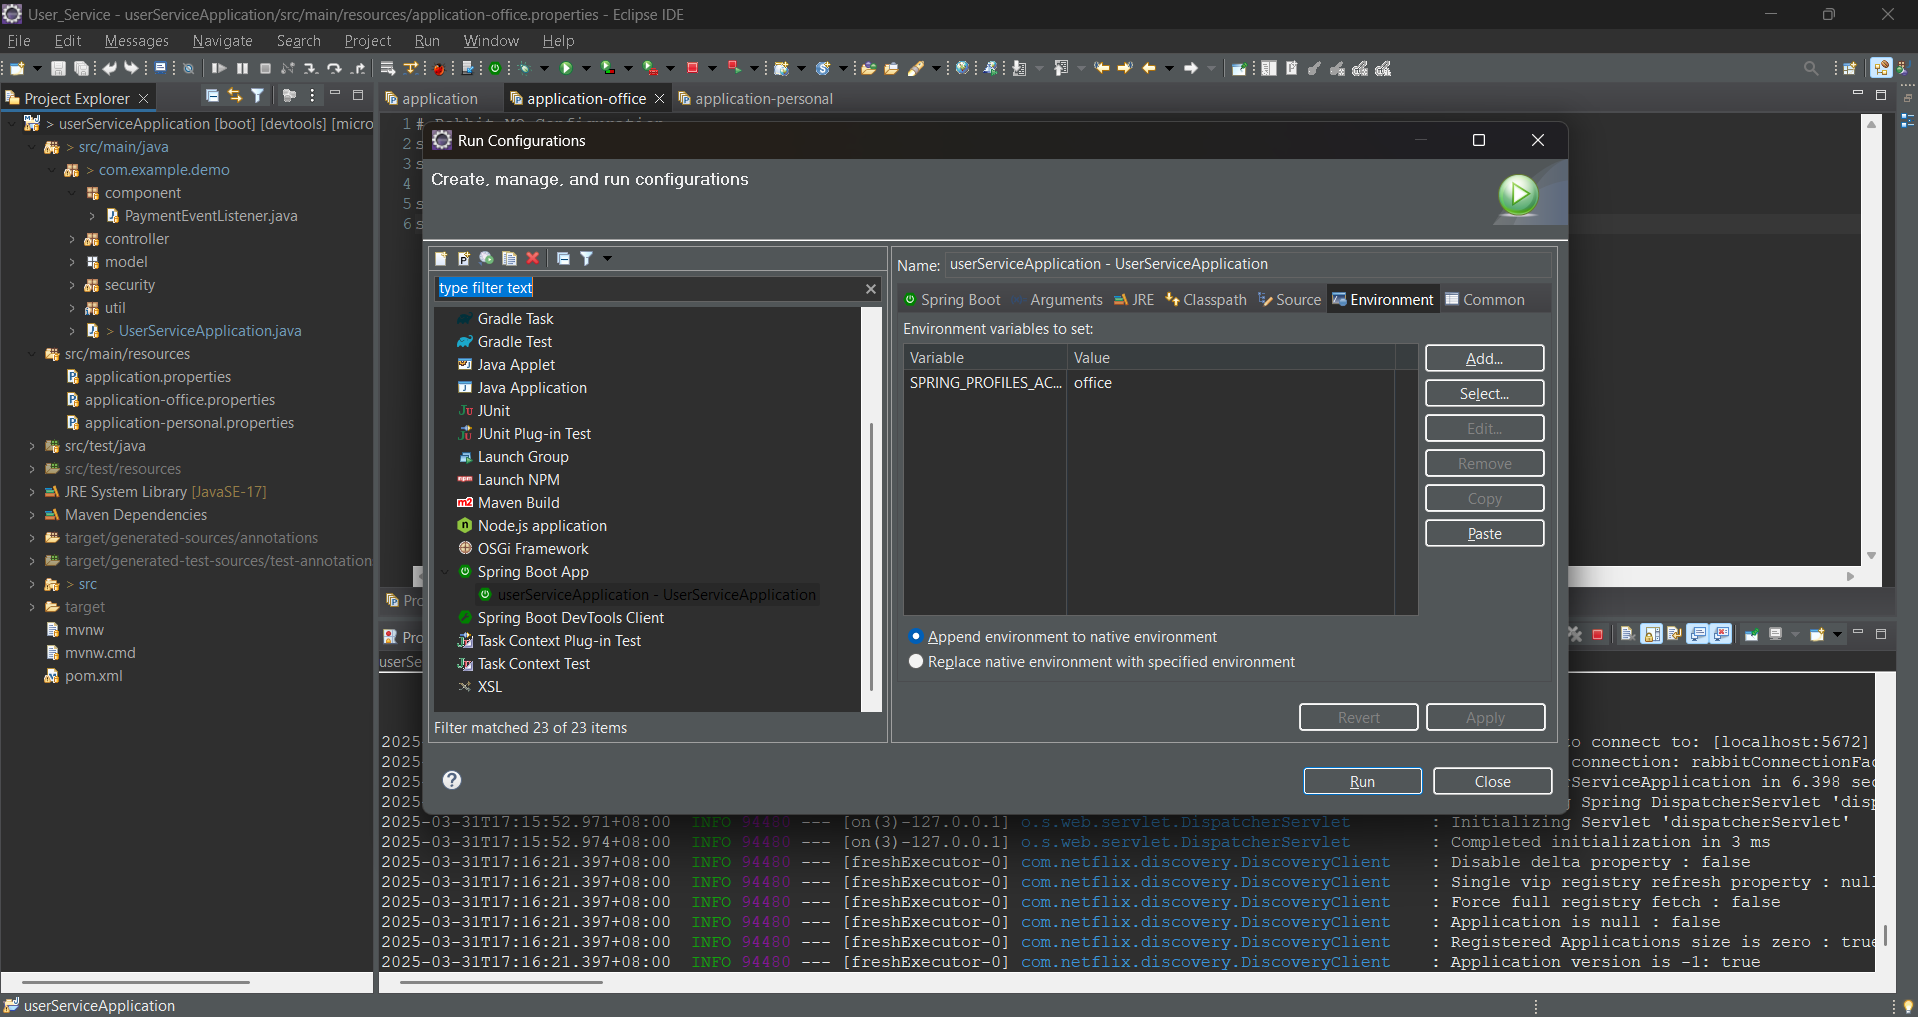 User_Service - userServiceApplication/src/main/resources/application-office.properties - Eclipse IDE
File Edit Messages Navigate Search Project Run Window Help
Project Explorer
application
application-office
application-personal
> userServiceApplication [boot] [devtools] [micro
> src/main/java
> com.example.demo
component
PaymentEventListener.java
controller
model
security
util
> UserServiceApplication.java
src/main/resources
application.properties
application-office.properties
application-personal.properties
src/test/java
src/test/resources
JRE System Library [JavaSE-17]
Maven Dependencies
target/generated-sources/annotations
target/generated-test-sources/test-annotation
> src
target
mvnw
mvnw.cmd
pom.xml
1 #
2 s
3 s
4
5 s
6 s
Run Configurations
Create, manage, and run configurations
type filter text
Gradle Task
Gradle Test
Java Applet
Java Application
JUnit
JUnit Plug-in Test
Launch Group
Launch NPM
Maven Build
Node.js application
OSGi Framework
Spring Boot App
userServiceApplication - UserServiceApplication
Spring Boot DevTools Client
Task Context Plug-in Test
Task Context Test
XSL
Filter matched 23 of 23 items
Name: userServiceApplication - UserServiceApplication
Spring Boot Arguments JRE Classpath Source Environment Common
Environment variables to set:
Variable Value
SPRING_PROFILES_AC... office
Add...
Select...
Edit...
Remove
Copy
Paste
Append environment to native environment
Replace native environment with specified environment
Revert Apply
Run Close
Pro
Pro
userSe
2025 o connect to: [localhost:5672]
2025 connection: rabbitConnectionFac
2025 ServiceApplication in 6.398 sec
2025 Spring DispatcherServlet 'disp
2025-03-31T17:15:52.971+08:00 INFO 94480 --- [on(3)-127.0.0.1] o.s.web.servlet.DispatcherServlet : Initializing Servlet 'dispatcherServlet'
2025-03-31T17:15:52.974+08:00 INFO 94480 --- [on(3)-127.0.0.1] o.s.web.servlet.DispatcherServlet : Completed initialization in 3 ms
2025-03-31T17:16:21.397+08:00 INFO 94480 --- [freshExecutor-0] com.netflix.discovery.DiscoveryClient : Disable delta property : false
2025-03-31T17:16:21.397+08:00 INFO 94480 --- [freshExecutor-0] com.netflix.discovery.DiscoveryClient : Single vip registry refresh property : null
2025-03-31T17:16:21.397+08:00 INFO 94480 --- [freshExecutor-0] com.netflix.discovery.DiscoveryClient : Force full registry fetch : false
2025-03-31T17:16:21.397+08:00 INFO 94480 --- [freshExecutor-0] com.netflix.discovery.DiscoveryClient : Application is null : false
2025-03-31T17:16:21.397+08:00 INFO 94480 --- [freshExecutor-0] com.netflix.discovery.DiscoveryClient : Registered Applications size is zero : true
2025-03-31T17:16:21.397+08:00 INFO 94480 --- [freshExecutor-0] com.netflix.discovery.DiscoveryClient : Application version is -1: true
userServiceApplication